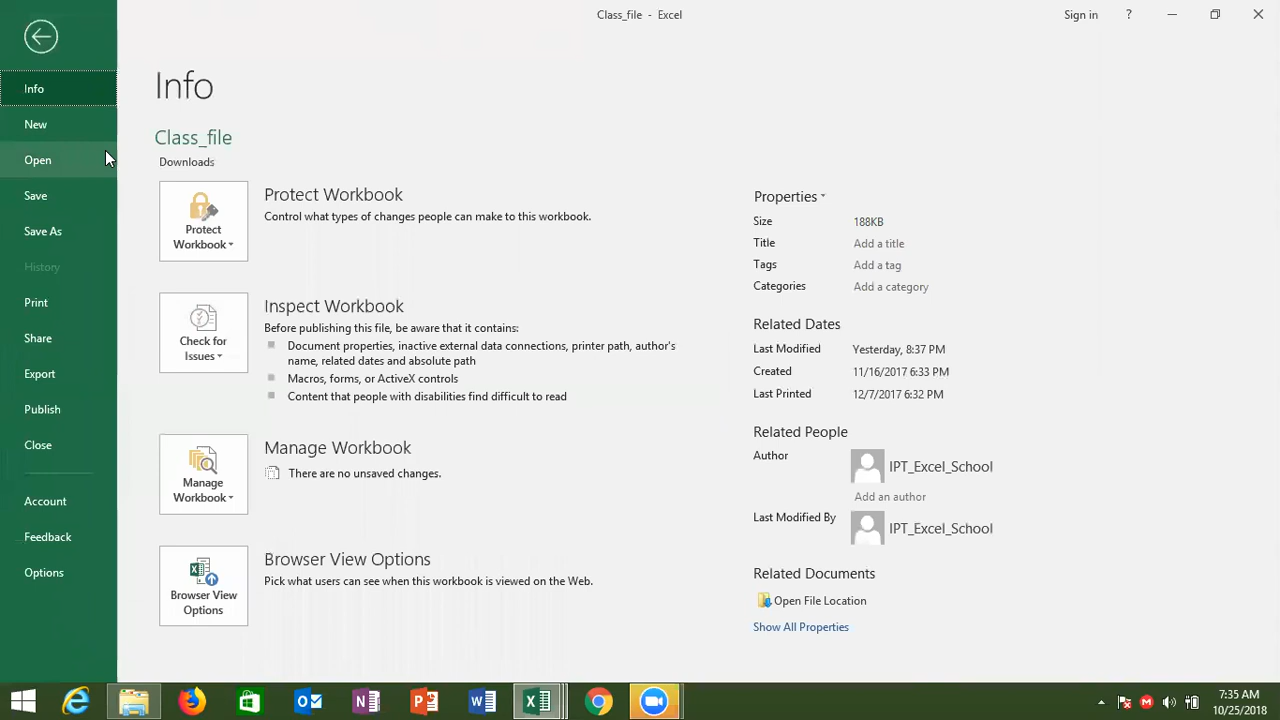 Class_file - Excel
Sign in
?
Info
New
Open
Save
Save As
History
Print
Share
Export
Publish
Close
Account
Feedback
Options
Info
Class_file
Downloads
Protect
Workbook
Protect Workbook
Control what types of changes people can make to this workbook.
Check for
Issues
Inspect Workbook
Before publishing this file, be aware that it contains:
Document properties, inactive external data connections, printer path, author's
name, related dates and absolute path
Macros, forms, or ActiveX controls
Content that people with disabilities find difficult to read
Manage
Workbook
Manage Workbook
There are no unsaved changes.
Browser View
Options
Browser View Options
Pick what users can see when this workbook is viewed on the Web.
Properties
Size 188KB
Title Add a title
Tags Add a tag
Categories Add a category
Related Dates
Last Modified Yesterday, 8:37 PM
Created 11/16/2017 6:33 PM
Last Printed 12/7/2017 6:32 PM
Related People
Author IPT_Excel_School
Add an author
Last Modified By IPT_Excel_School
Related Documents
Open File Location
Show All Properties
7:35 AM
10/25/2018